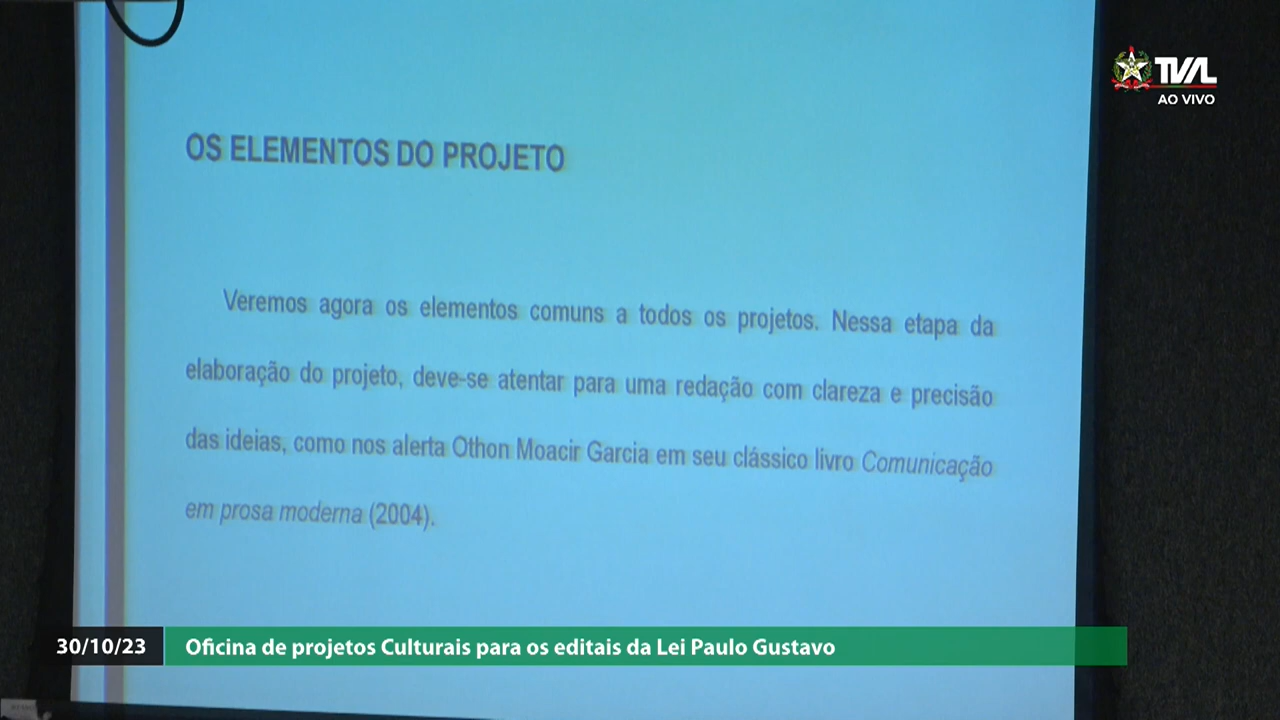 TVAL
AO VIVO
OS ELEMENTOS DO PROJETO
Veremos agora os elementos comuns a todos os projetos. Nessa etapa da
elaboração do projeto, deve-se atentar para uma redação com clareza e precisão
das ideias, como nos alerta Othon Moacir Garcia em seu clássico livro Comunicação
em prosa moderna (2004).
30/10/23
Oficina de projetos Culturais para os editais da Lei Paulo Gustavo